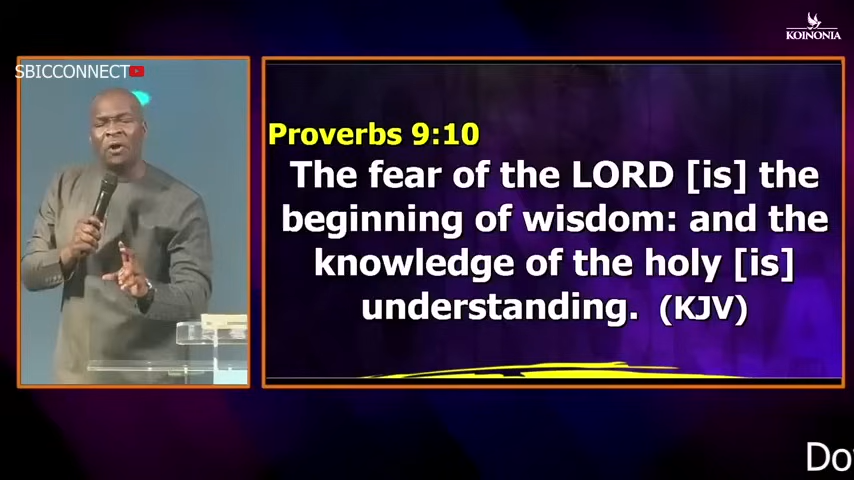 KOINONIA
SBICCONNECT
Proverbs 9:10
The fear of the LORD [is] the
beginning of wisdom: and the
knowledge of the holy [is]
understanding. (KJV)